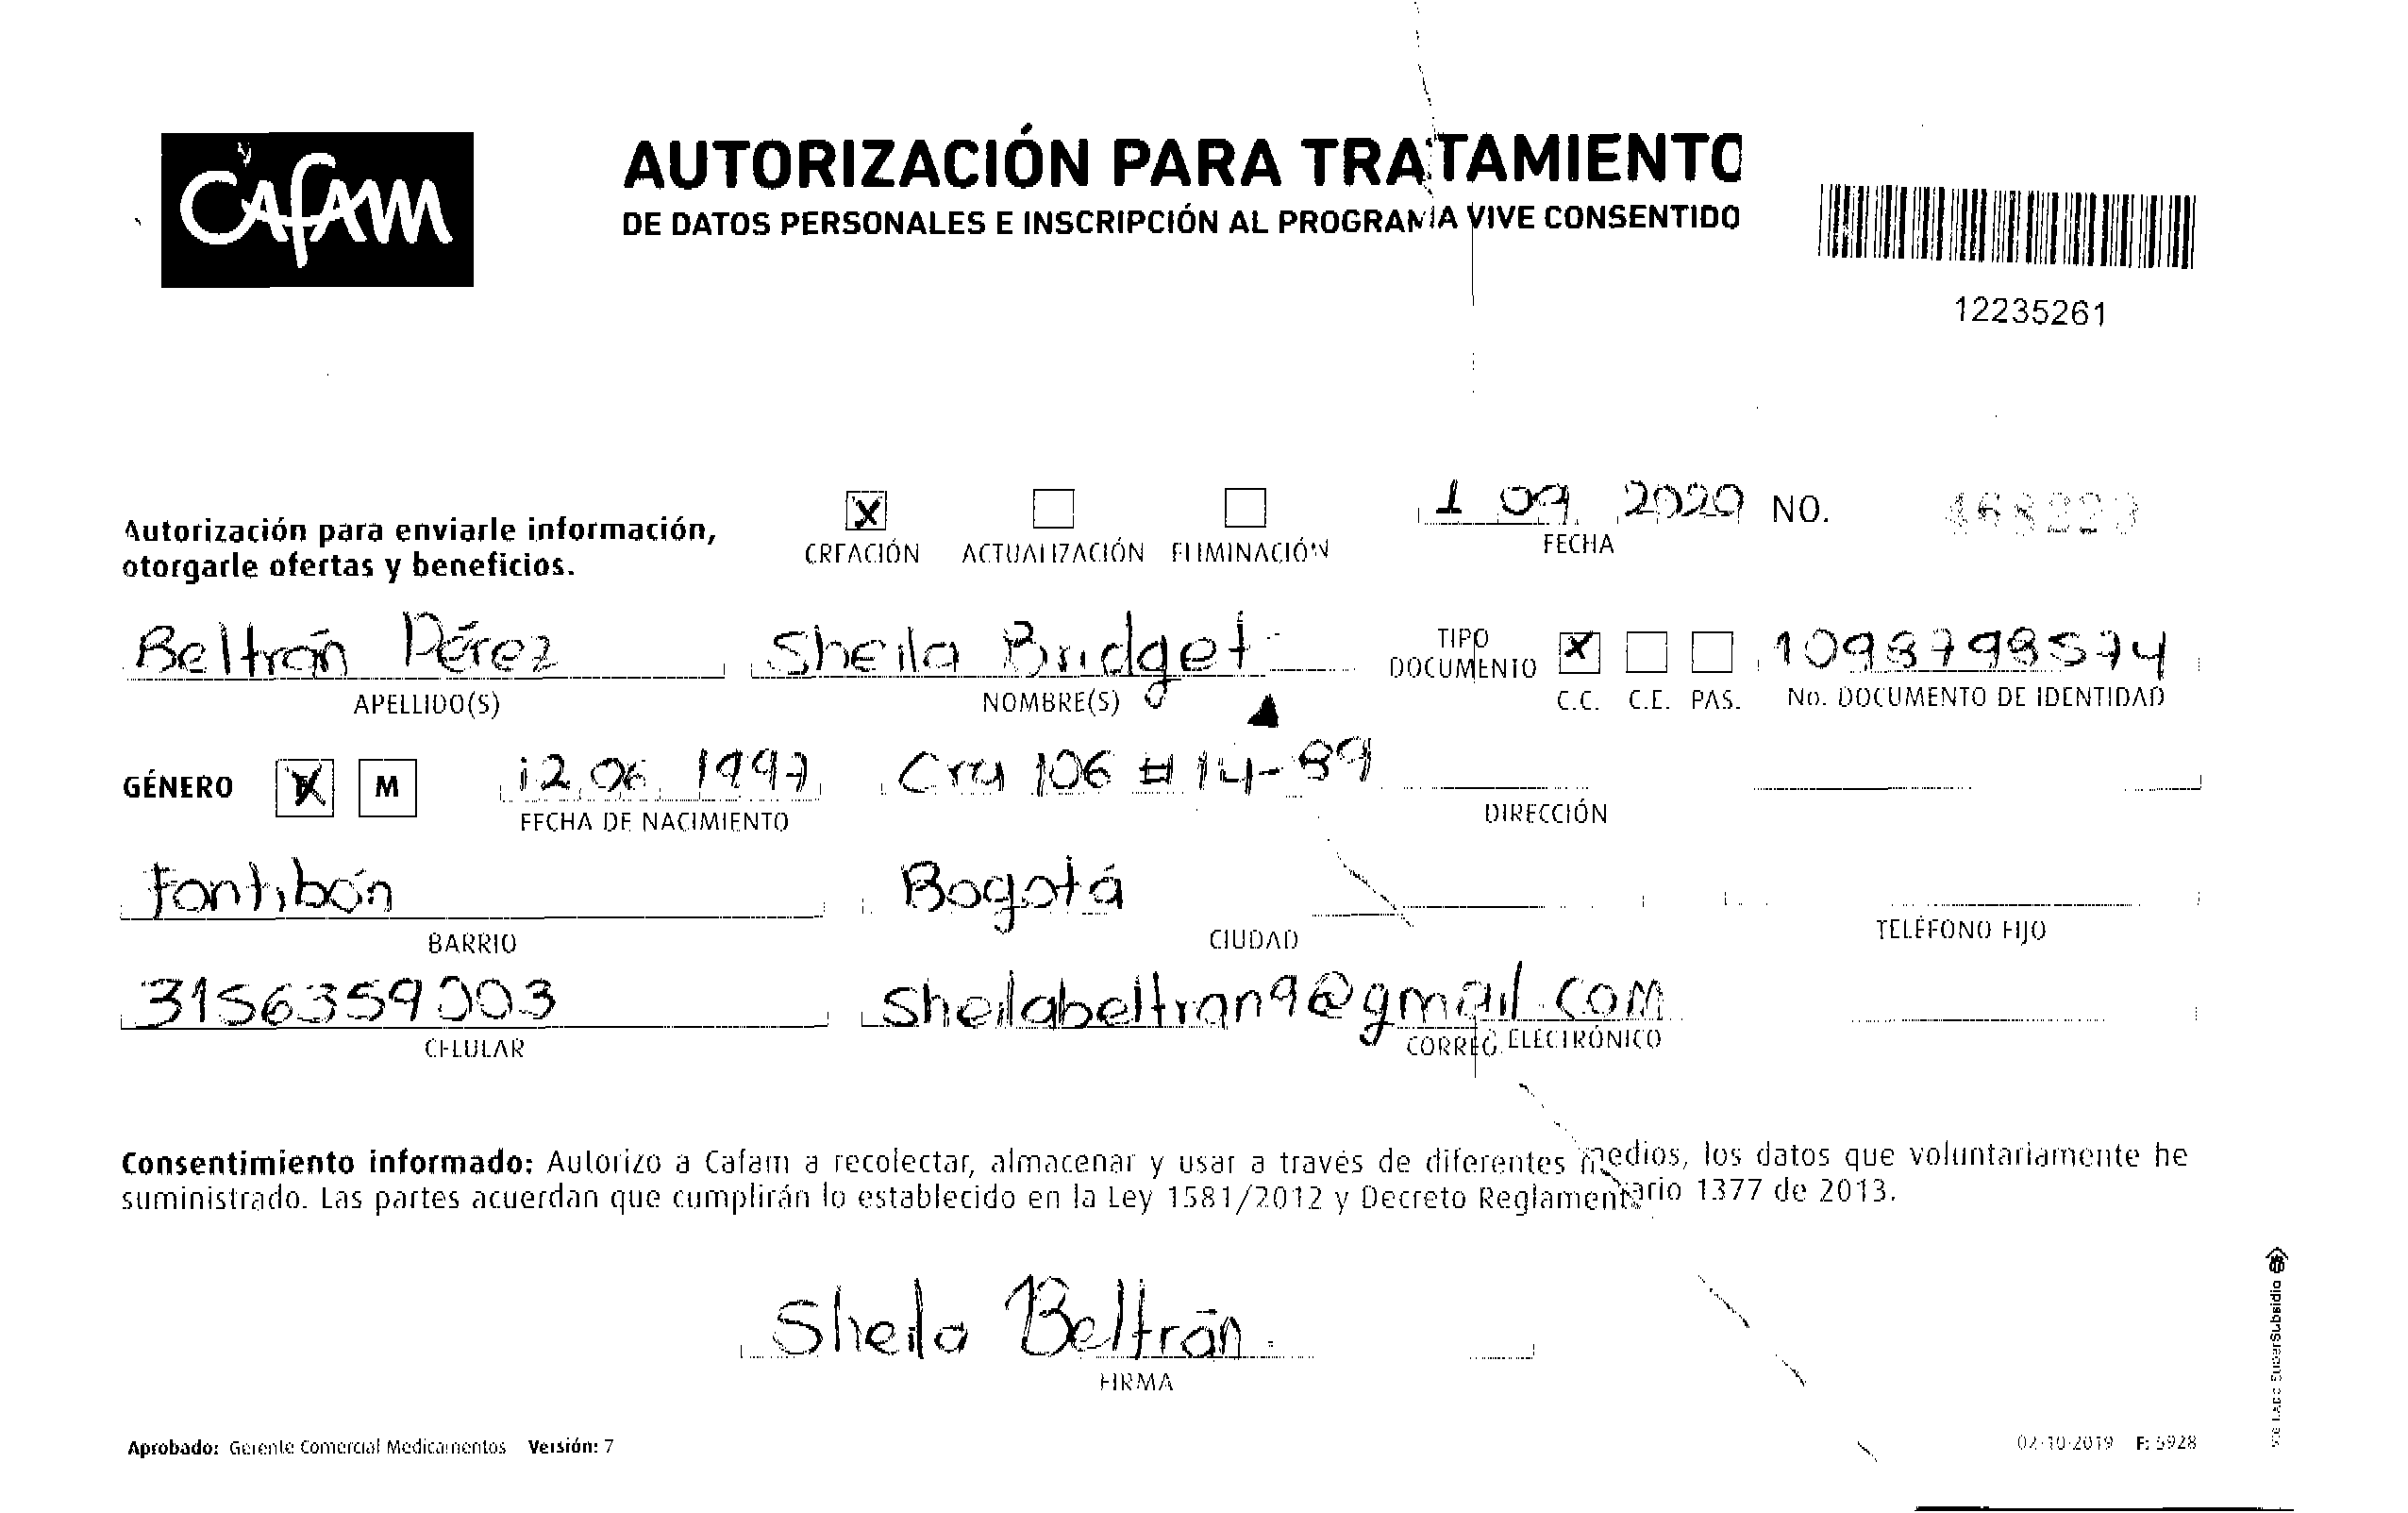 Cafam
AUTORIZACIÓN PARA TRATAMIENTO
DE DATOS PERSONALES E INSCRIPCIÓN AL PROGRAMA VIVE CONSENTIDO
12235261
Autorización para enviarle información,
otorgarle ofertas y beneficios.
X CREACIÓN ACTUALIZACIÓN ELIMINACIÓN
1 09 2020 NO.
FECHA
Beltrán Pérez Sheila Bridget TIPO DOCUMENTO X 1098798574
APELLIDO(S) NOMBRE(S) C.C. C.E. PAS. No. DOCUMENTO DE IDENTIDAD
GÉNERO X M 12 06 1997 Cra 106 # 14-89
FECHA DE NACIMIENTO DIRECCIÓN
Fontibón Bogotá
BARRIO CIUDAD TELÉFONO FIJO
3156359003 Sheilabeltran96@gmail.com
CELULAR CORREO ELECTRÓNICO
Consentimiento informado: Autorizo a Cafam a recolectar, almacenar y usar a través de diferentes medios, los datos que voluntariamente he
suministrado. Las partes acuerdan que cumplirán lo establecido en la Ley 1581/2012 y Decreto Reglamentario 1377 de 2013.
Sheila Beltrán
FIRMA
Aprobado: Gerente Comercial Medicamentos Versión: 7
02-10-2019 F: 5928
VIGILADO SuperSubsidio